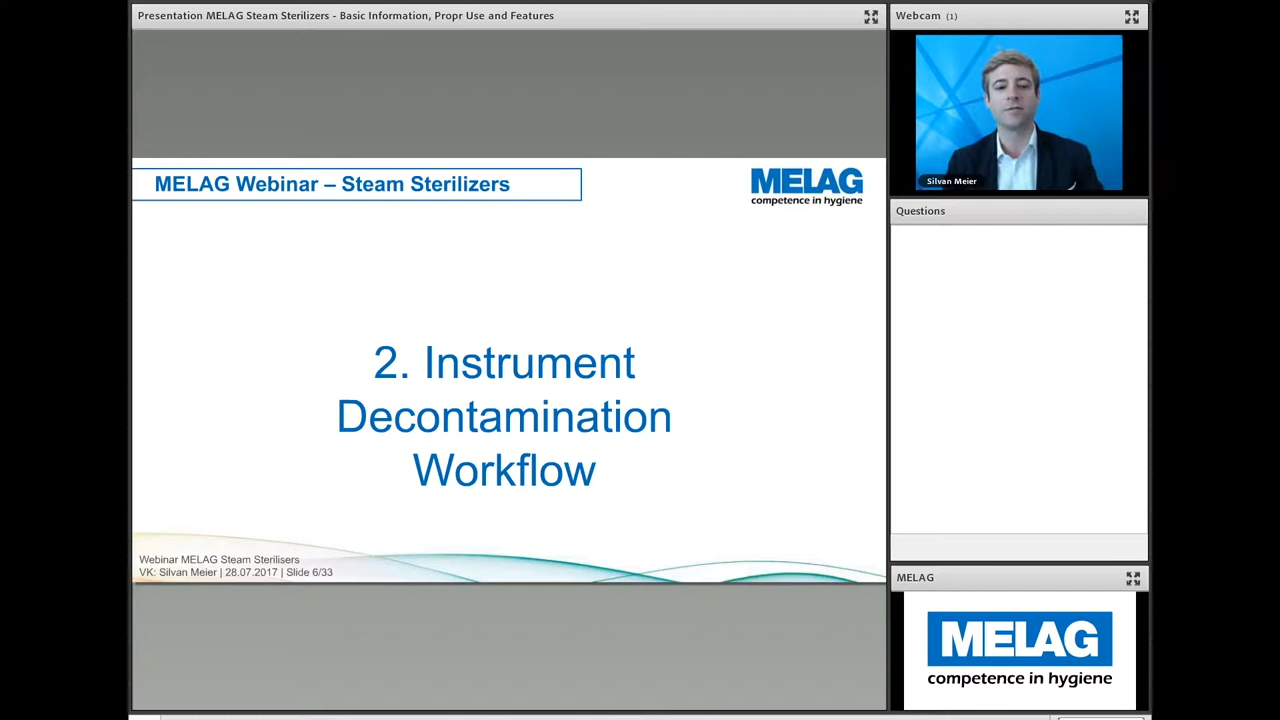 Presentation MELAG Steam Sterilizers - Basic Information, Propr Use and Features
MELAG Webinar – Steam Sterilizers
MELAG
competence in hygiene
2. Instrument
Decontamination
Workflow
Webinar MELAG Steam Sterilisers
VK: Silvan Meier | 28.07.2017 | Slide 6/33
Webcam (1)
Silvan Meier
Questions
MELAG
MELAG
competence in hygiene